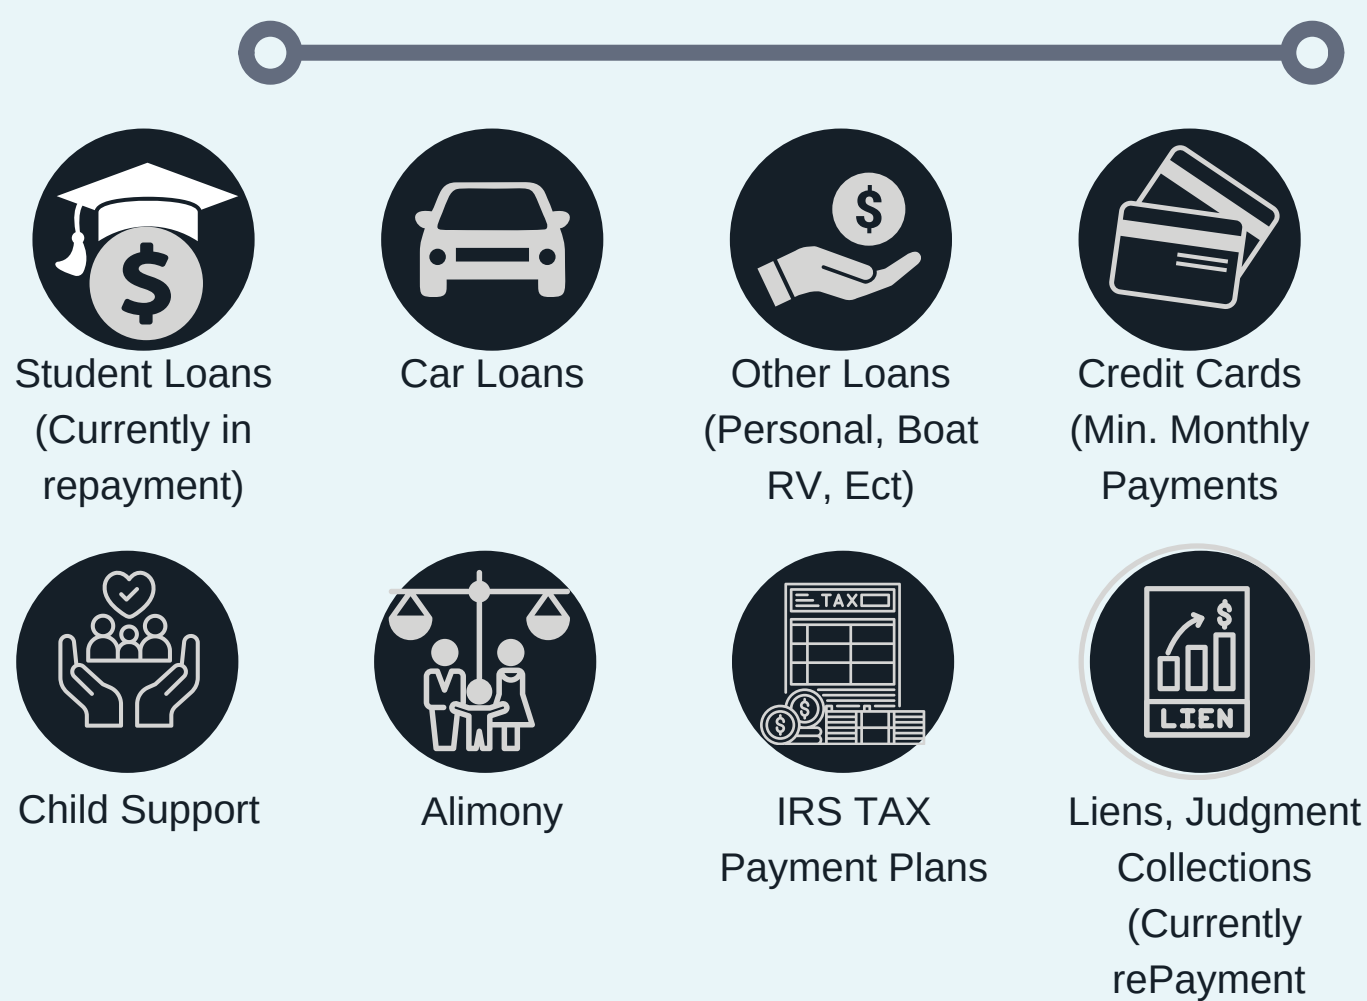 Student Loans
(Currently in
repayment)
Car Loans
Other Loans
(Personal, Boat
RV, Ect)
Credit Cards
(Min. Monthly
Payments
TAX
LIEN
Child Support
Alimony
IRS TAX
Payment Plans
Liens, Judgment
Collections
(Currently
rePayment